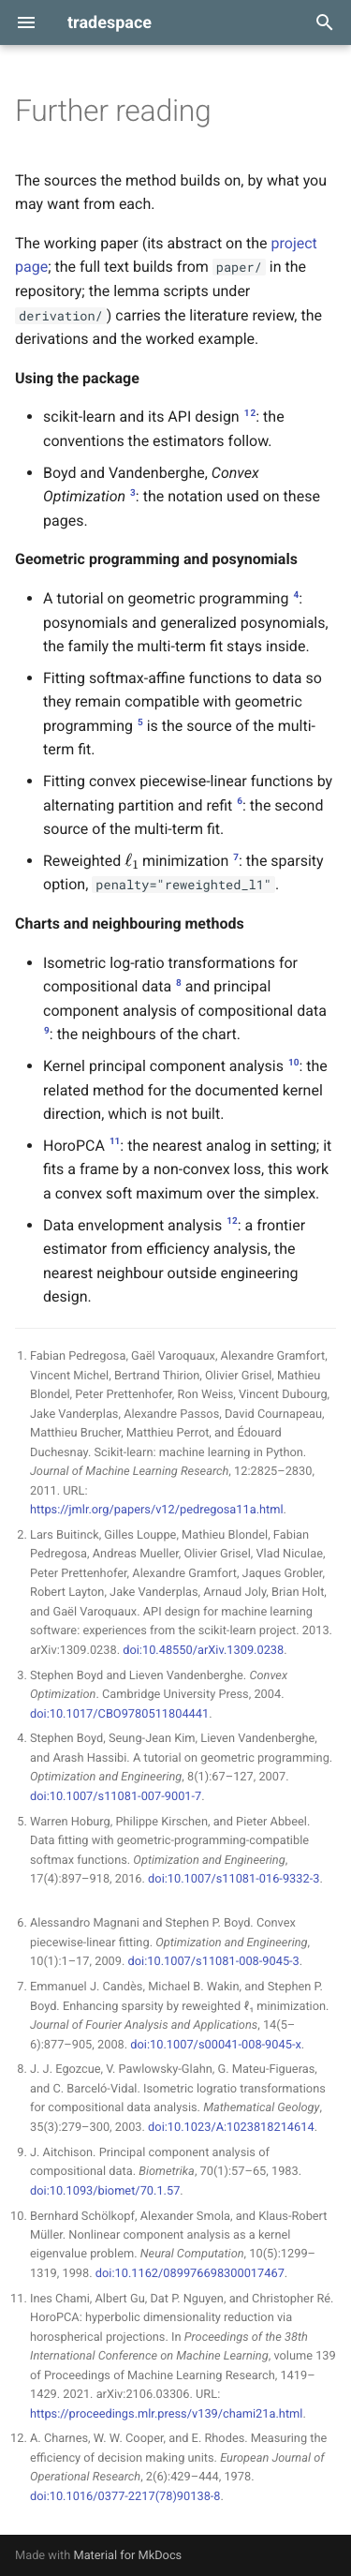 tradespace
Further reading
The sources the method builds on, by what you
may want from each.
The working paper (its abstract on the project
page; the full text builds from paper/ in the
repository; the lemma scripts under
derivation/ ) carries the literature review, the
derivations and the worked example.
Using the package
• scikit-learn and its API design 1 2: the
conventions the estimators follow.
• Boyd and Vandenberghe, Convex
Optimization 3: the notation used on these
pages.
Geometric programming and posynomials
• A tutorial on geometric programming 4:
posynomials and generalized posynomials,
the family the multi-term fit stays inside.
• Fitting softmax-affine functions to data so
they remain compatible with geometric
programming 5 is the source of the multi-
term fit.
• Fitting convex piecewise-linear functions by
alternating partition and refit 6: the second
source of the multi-term fit.
• Reweighted ℓ1 minimization 7: the sparsity
option, penalty="reweighted_l1" .
Charts and neighbouring methods
• Isometric log-ratio transformations for
compositional data 8 and principal
component analysis of compositional data
9: the neighbours of the chart.
• Kernel principal component analysis 10: the
related method for the documented kernel
direction, which is not built.
• HoroPCA 11: the nearest analog in setting; it
fits a frame by a non-convex loss, this work
a convex soft maximum over the simplex.
• Data envelopment analysis 12: a frontier
estimator from efficiency analysis, the
nearest neighbour outside engineering
design.
1. Fabian Pedregosa, Gaël Varoquaux, Alexandre Gramfort,
Vincent Michel, Bertrand Thirion, Olivier Grisel, Mathieu
Blondel, Peter Prettenhofer, Ron Weiss, Vincent Dubourg,
Jake Vanderplas, Alexandre Passos, David Cournapeau,
Matthieu Brucher, Matthieu Perrot, and Édouard
Duchesnay. Scikit-learn: machine learning in Python.
Journal of Machine Learning Research, 12:2825–2830,
2011. URL:
https://jmlr.org/papers/v12/pedregosa11a.html.
2. Lars Buitinck, Gilles Louppe, Mathieu Blondel, Fabian
Pedregosa, Andreas Mueller, Olivier Grisel, Vlad Niculae,
Peter Prettenhofer, Alexandre Gramfort, Jaques Grobler,
Robert Layton, Jake Vanderplas, Arnaud Joly, Brian Holt,
and Gaël Varoquaux. API design for machine learning
software: experiences from the scikit-learn project. 2013.
arXiv:1309.0238. doi:10.48550/arXiv.1309.0238.
3. Stephen Boyd and Lieven Vandenberghe. Convex
Optimization. Cambridge University Press, 2004.
doi:10.1017/CBO9780511804441.
4. Stephen Boyd, Seung-Jean Kim, Lieven Vandenberghe,
and Arash Hassibi. A tutorial on geometric programming.
Optimization and Engineering, 8(1):67–127, 2007.
doi:10.1007/s11081-007-9001-7.
5. Warren Hoburg, Philippe Kirschen, and Pieter Abbeel.
Data fitting with geometric-programming-compatible
softmax functions. Optimization and Engineering,
17(4):897–918, 2016. doi:10.1007/s11081-016-9332-3.
6. Alessandro Magnani and Stephen P. Boyd. Convex
piecewise-linear fitting. Optimization and Engineering,
10(1):1–17, 2009. doi:10.1007/s11081-008-9045-3.
7. Emmanuel J. Candès, Michael B. Wakin, and Stephen P.
Boyd. Enhancing sparsity by reweighted ℓ₁ minimization.
Journal of Fourier Analysis and Applications, 14(5–
6):877–905, 2008. doi:10.1007/s00041-008-9045-x.
8. J. J. Egozcue, V. Pawlowsky-Glahn, G. Mateu-Figueras,
and C. Barceló-Vidal. Isometric logratio transformations
for compositional data analysis. Mathematical Geology,
35(3):279–300, 2003. doi:10.1023/A:1023818214614.
9. J. Aitchison. Principal component analysis of
compositional data. Biometrika, 70(1):57–65, 1983.
doi:10.1093/biomet/70.1.57.
10. Bernhard Schölkopf, Alexander Smola, and Klaus-Robert
Müller. Nonlinear component analysis as a kernel
eigenvalue problem. Neural Computation, 10(5):1299–
1319, 1998. doi:10.1162/089976698300017467.
11. Ines Chami, Albert Gu, Dat P. Nguyen, and Christopher Ré.
HoroPCA: hyperbolic dimensionality reduction via
horospherical projections. In Proceedings of the 38th
International Conference on Machine Learning, volume 139
of Proceedings of Machine Learning Research, 1419–
1429. 2021. arXiv:2106.03306. URL:
https://proceedings.mlr.press/v139/chami21a.html.
12. A. Charnes, W. W. Cooper, and E. Rhodes. Measuring the
efficiency of decision making units. European Journal of
Operational Research, 2(6):429–444, 1978.
doi:10.1016/0377-2217(78)90138-8.
Made with Material for MkDocs